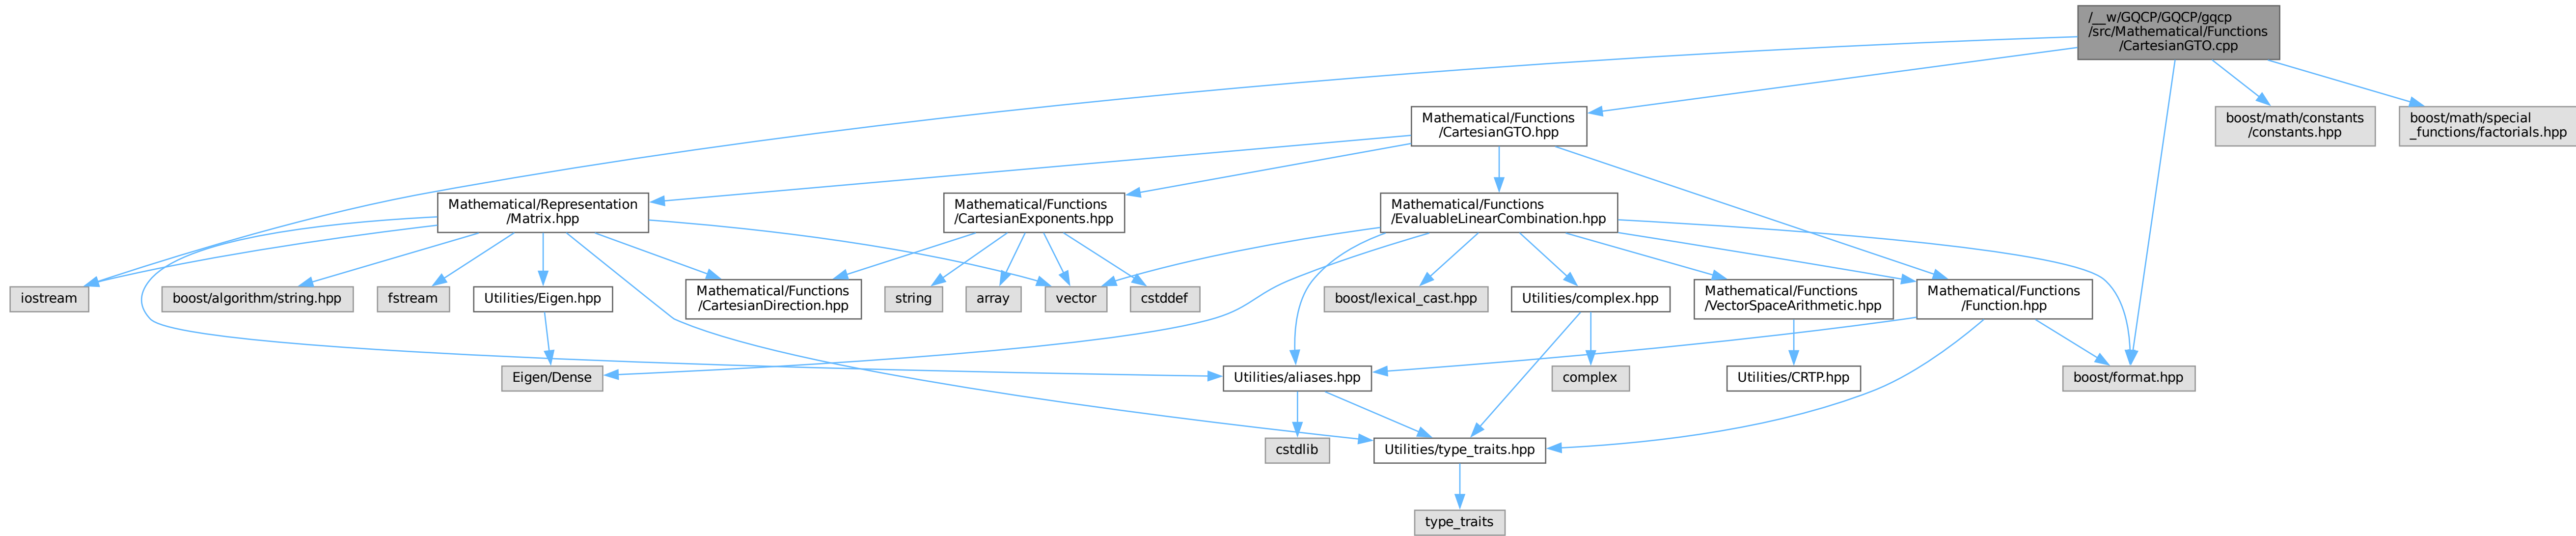 /__w/GQCP/GQCP/gqcp
/src/Mathematical/Functions
/CartesianGTO.cpp
Mathematical/Functions
/CartesianGTO.hpp
boost/math/constants
/constants.hpp
boost/math/special
_functions/factorials.hpp
Mathematical/Representation
/Matrix.hpp
Mathematical/Functions
/CartesianExponents.hpp
Mathematical/Functions
/EvaluableLinearCombination.hpp
iostream
boost/algorithm/string.hpp
fstream
Utilities/Eigen.hpp
Mathematical/Functions
/CartesianDirection.hpp
string
array
vector
cstddef
boost/lexical_cast.hpp
Utilities/complex.hpp
Mathematical/Functions
/VectorSpaceArithmetic.hpp
Mathematical/Functions
/Function.hpp
Eigen/Dense
Utilities/aliases.hpp
complex
Utilities/CRTP.hpp
boost/format.hpp
cstdlib
Utilities/type_traits.hpp
type_traits